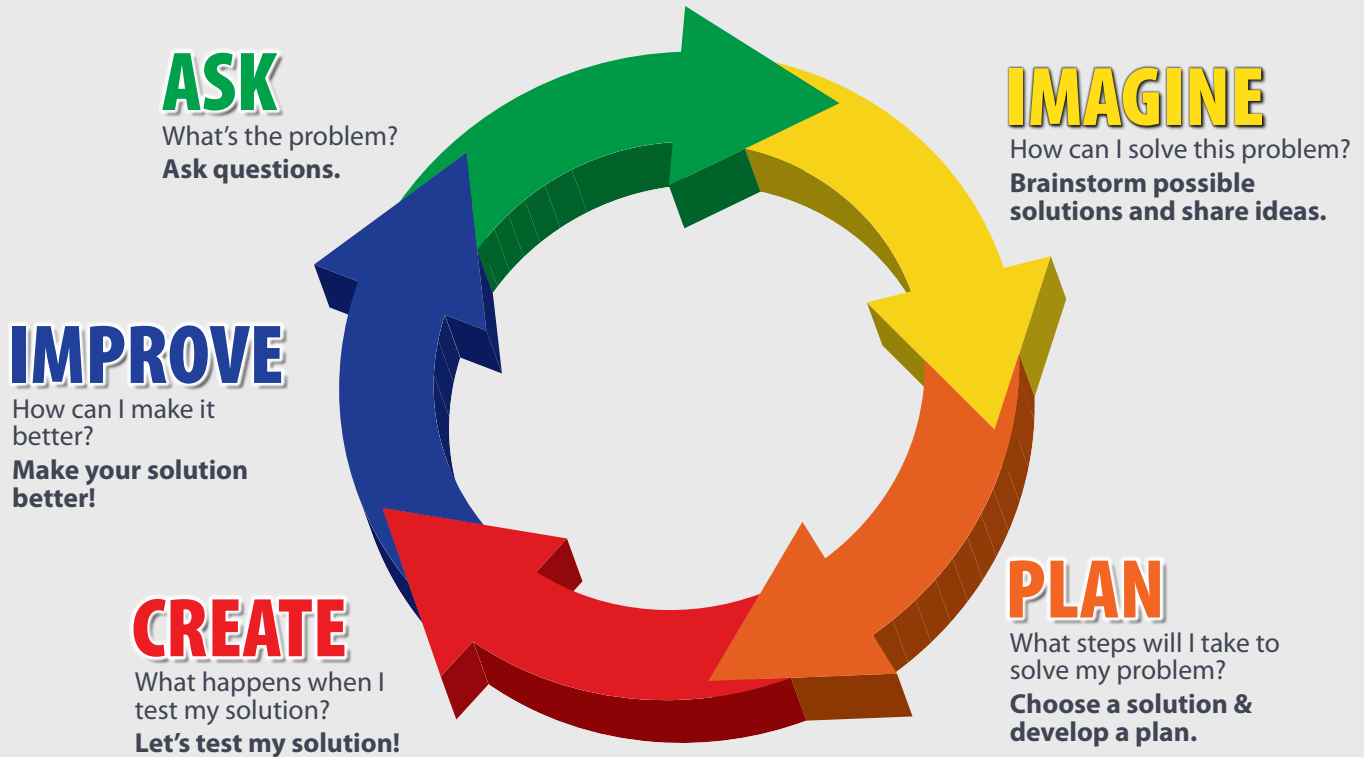 ASK
What's the problem?
Ask questions.
IMAGINE
How can I solve this problem?
Brainstorm possible
solutions and share ideas.
PLAN
What steps will I take to
solve my problem?
Choose a solution &
develop a plan.
CREATE
What happens when I
test my solution?
Let's test my solution!
IMPROVE
How can I make it
better?
Make your solution
better!